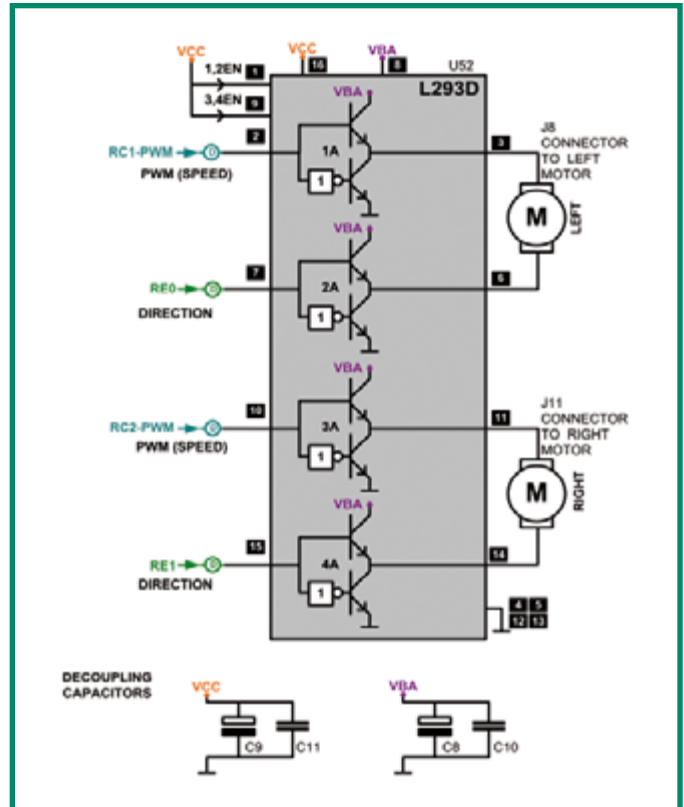 VCC
VCC
VBA
1,2EN 1
16
8
U52
L293D
3,4EN 9
VBA
2
3
J8
CONNECTOR
TO LEFT
MOTOR
RC1-PWM
1A
PWM (SPEED)
1
M
LEFT
VBA
7
6
RE0
2A
DIRECTION
1
VBA
10
11
J11
CONNECTOR
TO RIGHT
MOTOR
RC2-PWM
3A
PWM (SPEED)
1
M
RIGHT
VBA
15
14
RE1
4A
DIRECTION
1
4 5
12 13
DECOUPLING
CAPACITORS
VCC
VBA
C9
C11
C8
C10